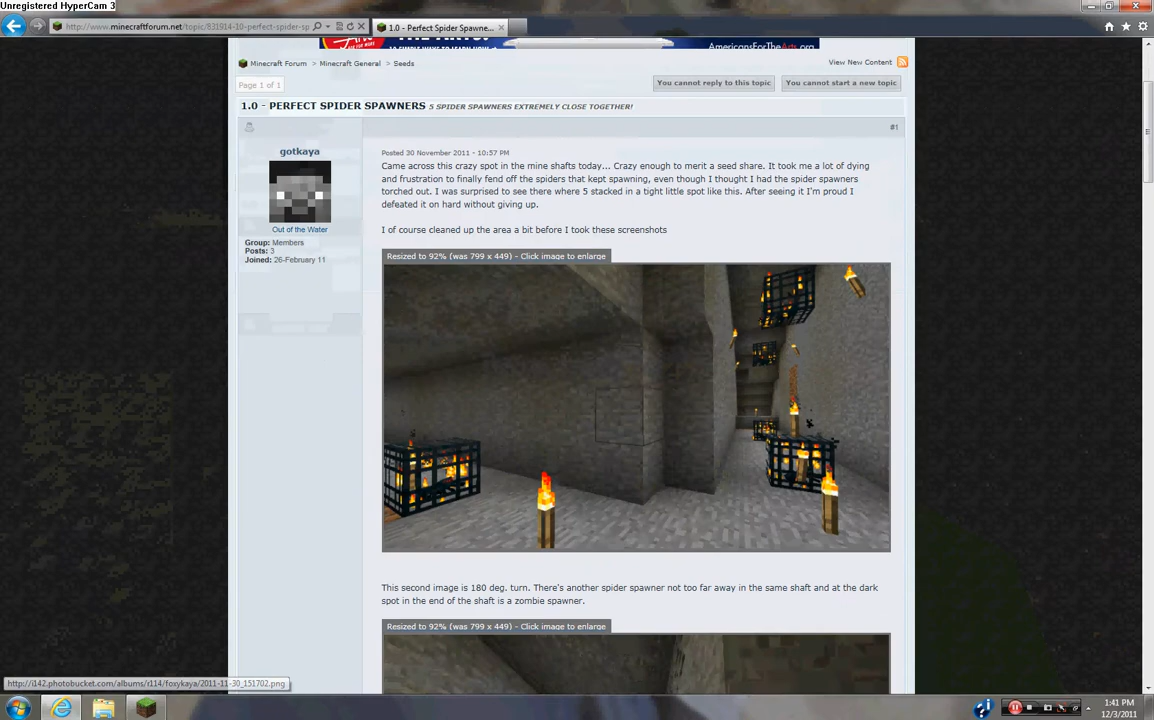 Unregistered HyperCam 3
http://www.minecraftforum.net/topic/831914-10-perfect-spider-sp
1.0 - Perfect Spider Spawne...
AmericansForTheArts.org
Minecraft Forum > Minecraft General > Seeds
View New Content
Page 1 of 1
You cannot reply to this topic
You cannot start a new topic
1.0 - PERFECT SPIDER SPAWNERS 5 SPIDER SPAWNERS EXTREMELY CLOSE TOGETHER!
#1
gotkaya
Out of the Water
Group: Members
Posts: 3
Joined: 26-February 11
Posted 30 November 2011 - 10:57 PM
Came across this crazy spot in the mine shafts today... Crazy enough to merit a seed share. It took me a lot of dying
and frustration to finally fend off the spiders that kept spawning, even though I thought I had the spider spawners
torched out. I was surprised to see there where 5 stacked in a tight little spot like this. After seeing it I'm proud I
defeated it on hard without giving up.
I of course cleaned up the area a bit before I took these screenshots
Resized to 92% (was 799 x 449) - Click image to enlarge
This second image is 180 deg. turn. There's another spider spawner not too far away in the same shaft and at the dark
spot in the end of the shaft is a zombie spawner.
Resized to 92% (was 799 x 449) - Click image to enlarge
http://i142.photobucket.com/albums/r114/foxykaya/2011-11-30_151702.png
1:41 PM
12/3/2011